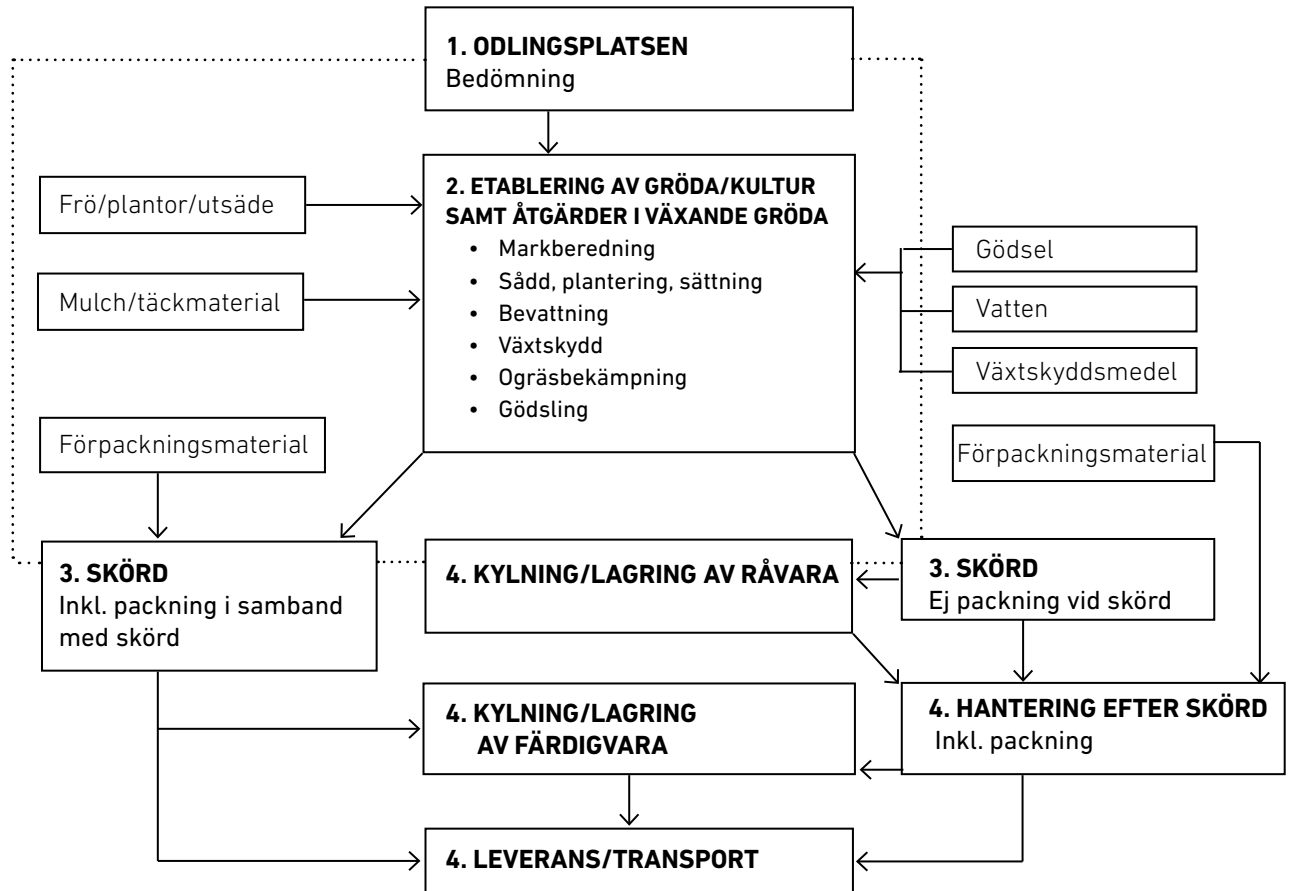 1. ODLINGSPLATSEN
Bedömning
2. ETABLERING AV GRÖDA/KULTUR
SAMT ÅTGÄRDER I VÄXANDE GRÖDA
• Markberedning
• Sådd, plantering, sättning
• Bevattning
• Växtskydd
• Ogräsbekämpning
• Gödsling
Frö/plantor/utsäde
Mulch/täckmaterial
Förpackningsmaterial
Gödsel
Vatten
Växtskyddsmedel
Förpackningsmaterial
3. SKÖRD
Inkl. packning i samband
med skörd
4. KYLNING/LAGRING AV RÅVARA
3. SKÖRD
Ej packning vid skörd
4. KYLNING/LAGRING
AV FÄRDIGVARA
4. HANTERING EFTER SKÖRD
Inkl. packning
4. LEVERANS/TRANSPORT